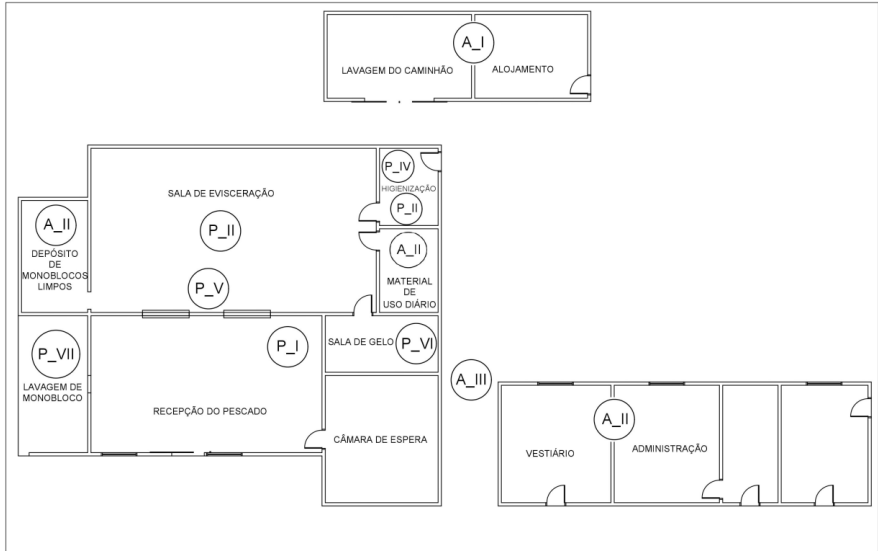 A_I
LAVAGEM DO CAMINHÃO
ALOJAMENTO
SALA DE EVISCERAÇÃO
P_IV
HIGIENIZAÇÃO
P_II
A_II
DEPÓSITO
DE
MONOBLOCOS
LIMPOS
P_II
A_II
MATERIAL
DE
USO DIÁRIO
P_V
P_VII
LAVAGEM DE
MONOBLOCO
P_I
SALA DE GELO
P_VI
RECEPÇÃO DO PESCADO
CÂMARA DE ESPERA
A_III
A_II
VESTIÁRIO
ADMINISTRAÇÃO